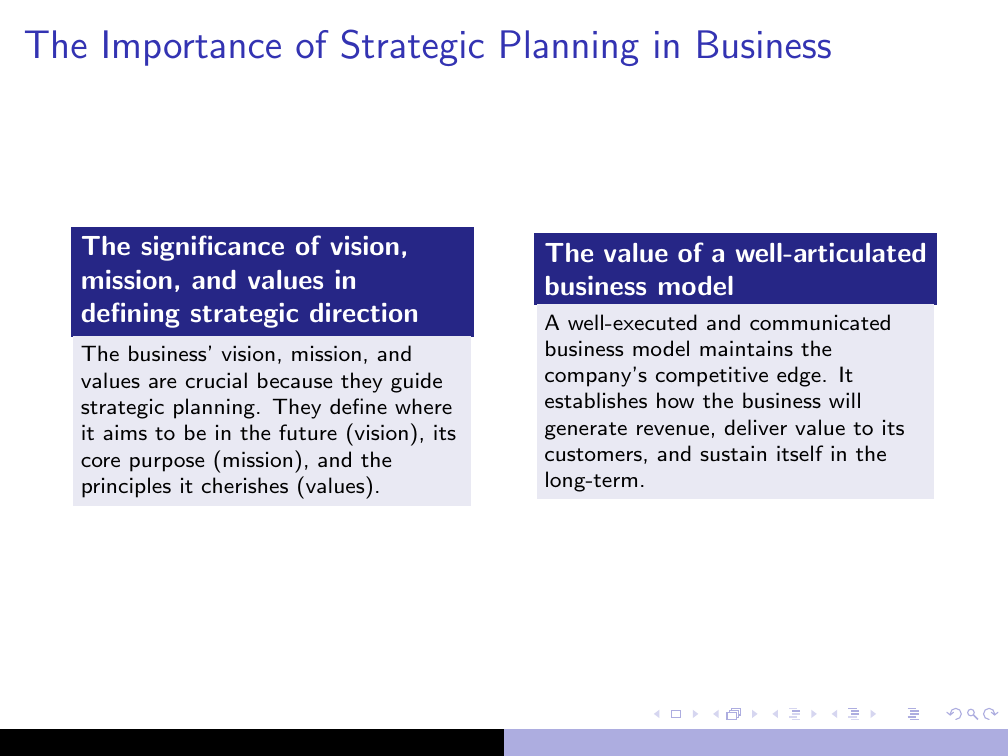 The Importance of Strategic Planning in Business
The significance of vision,
mission, and values in
defining strategic direction
The business' vision, mission, and
values are crucial because they guide
strategic planning. They define where
it aims to be in the future (vision), its
core purpose (mission), and the
principles it cherishes (values).
The value of a well-articulated
business model
A well-executed and communicated
business model maintains the
company's competitive edge. It
establishes how the business will
generate revenue, deliver value to its
customers, and sustain itself in the
long-term.